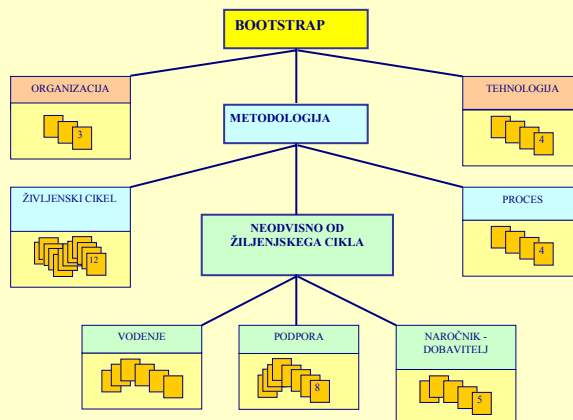 BOOTSTRAP
ORGANIZACIJA
3
TEHNOLOGIJA
4
METODOLOGIJA
ŽIVLJENSKI CIKEL
12
PROCES
4
NEODVISNO OD
ŽILJENJSKEGA CIKLA
VODENJE
PODPORA
8
NAROČNIK -
DOBAVITELJ
5